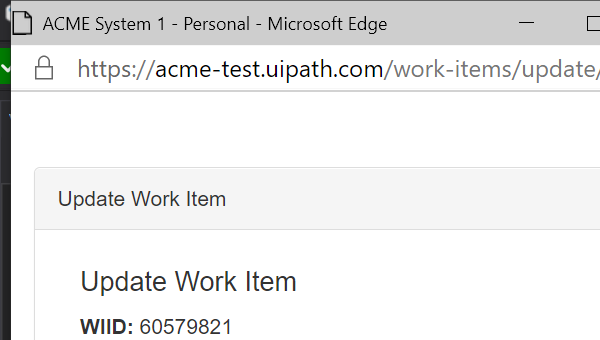 ACME System 1 - Personal - Microsoft Edge
https://acme-test.uipath.com/work-items/update/
Update Work Item
Update Work Item
WIID: 60579821